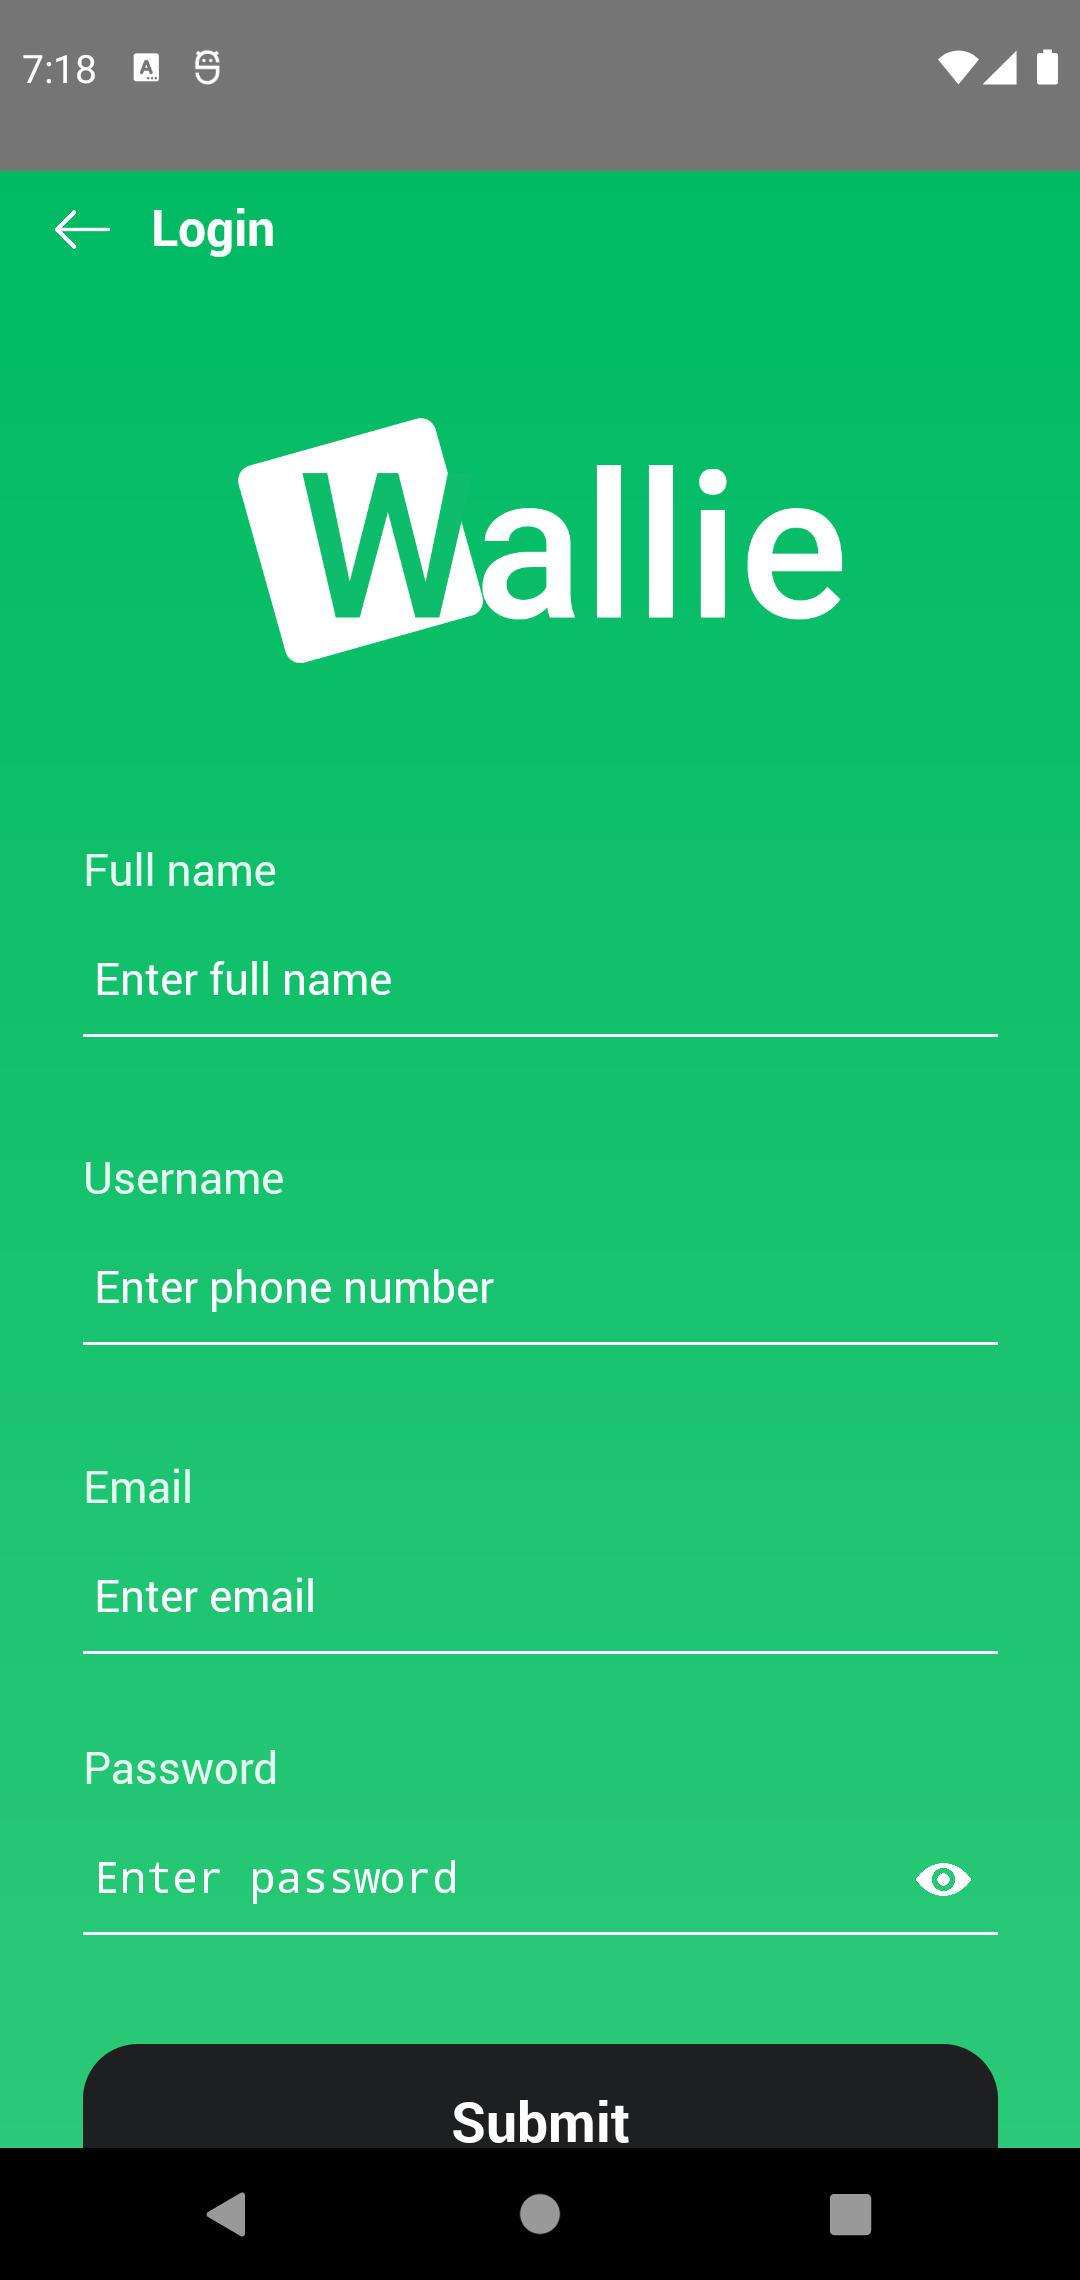 7:18
Login
Wallie
Full name
Enter full name
Username
Enter phone number
Email
Enter email
Password
Enter password
Submit